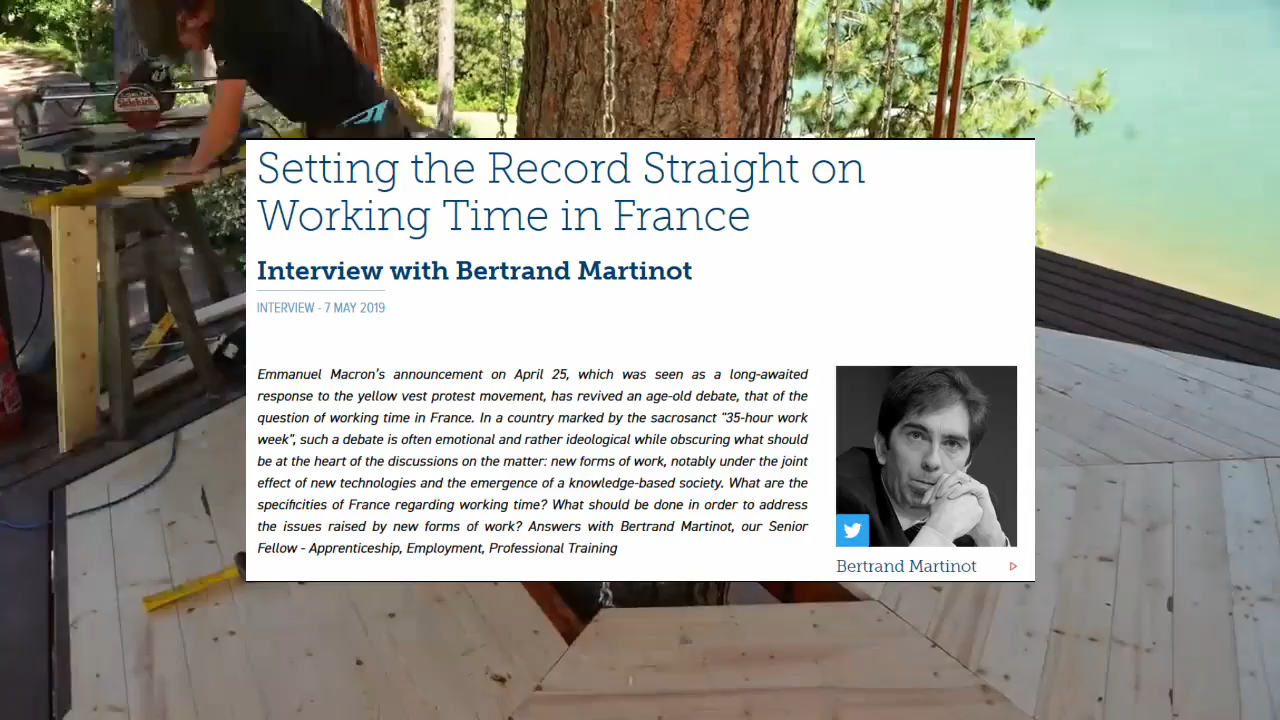 Setting the Record Straight on
Working Time in France
Interview with Bertrand Martinot
INTERVIEW - 7 MAY 2019
Emmanuel Macron's announcement on April 25, which was seen as a long-awaited
response to the yellow vest protest movement, has revived an age-old debate, that of the
question of working time in France. In a country marked by the sacrosanct "35-hour work
week", such a debate is often emotional and rather ideological while obscuring what should
be at the heart of the discussions on the matter: new forms of work, notably under the joint
effect of new technologies and the emergence of a knowledge-based society. What are the
specificities of France regarding working time? What should be done in order to address
the issues raised by new forms of work? Answers with Bertrand Martinot, our Senior
Fellow - Apprenticeship, Employment, Professional Training
Bertrand Martinot